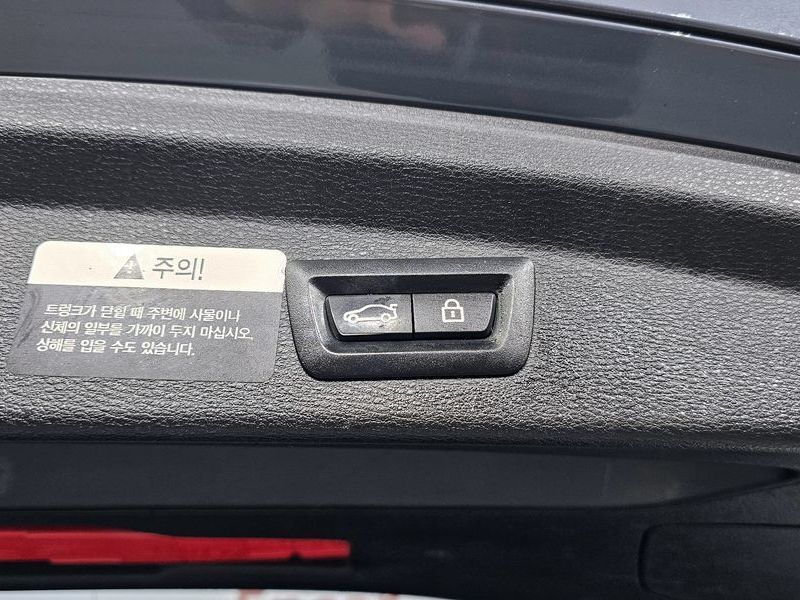 주의!
트렁크가 닫힐 때 주변에 사물이나
신체의 일부를 가까이 두지 마십시오.
상해를 입을 수도 있습니다.